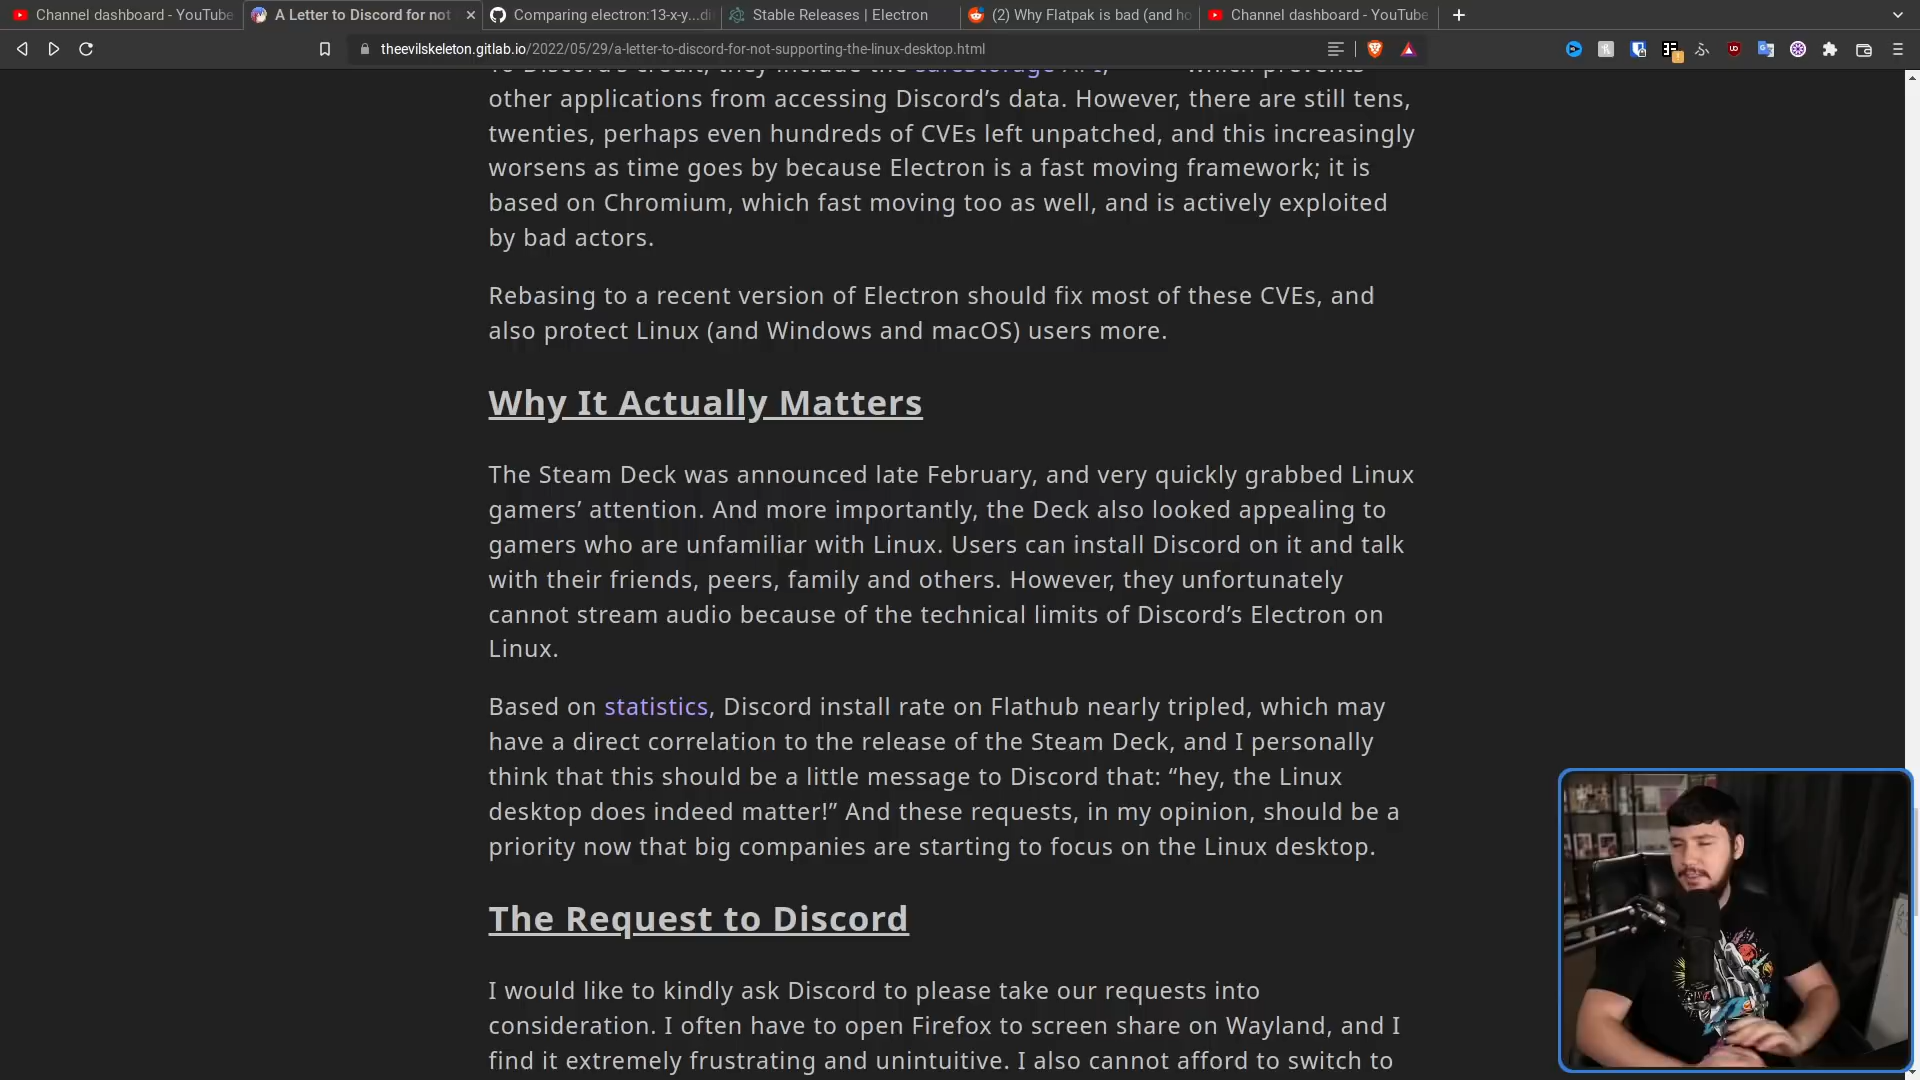 Channel dashboard - YouTube
A Letter to Discord for not
Comparing electron:13-x-y...di
Stable Releases | Electron
(2) Why Flatpak is bad (and ho
Channel dashboard - YouTube
theevilskeleton.gitlab.io/2022/05/29/a-letter-to-discord-for-not-supporting-the-linux-desktop.html
To Discord's credit, they include the safeStorage API, which prevents
other applications from accessing Discord’s data. However, there are still tens,
twenties, perhaps even hundreds of CVEs left unpatched, and this increasingly
worsens as time goes by because Electron is a fast moving framework; it is
based on Chromium, which fast moving too as well, and is actively exploited
by bad actors.
Rebasing to a recent version of Electron should fix most of these CVEs, and
also protect Linux (and Windows and macOS) users more.
Why It Actually Matters
The Steam Deck was announced late February, and very quickly grabbed Linux
gamers’ attention. And more importantly, the Deck also looked appealing to
gamers who are unfamiliar with Linux. Users can install Discord on it and talk
with their friends, peers, family and others. However, they unfortunately
cannot stream audio because of the technical limits of Discord’s Electron on
Linux.
Based on statistics, Discord install rate on Flathub nearly tripled, which may
have a direct correlation to the release of the Steam Deck, and I personally
think that this should be a little message to Discord that: “hey, the Linux
desktop does indeed matter!” And these requests, in my opinion, should be a
priority now that big companies are starting to focus on the Linux desktop.
The Request to Discord
I would like to kindly ask Discord to please take our requests into
consideration. I often have to open Firefox to screen share on Wayland, and I
find it extremely frustrating and unintuitive. I also cannot afford to switch to